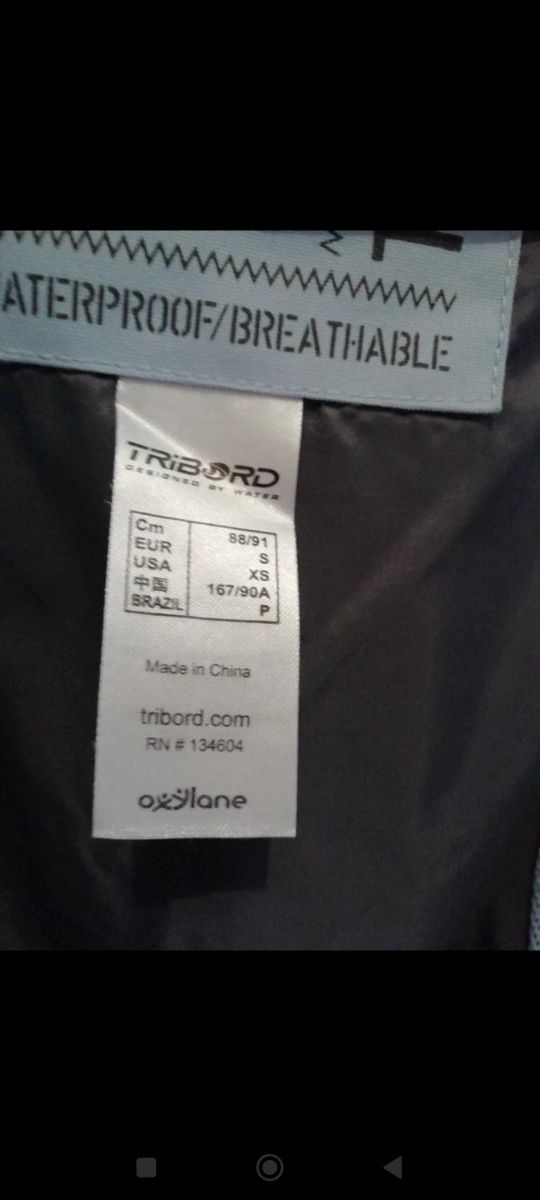 ATERPROOF/BREATHABLE
TRIBORD
DESIGNED BY WATER
Cm 88/91
EUR S
USA XS
中国 167/90A
BRAZIL P
Made in China
tribord.com
RN # 134604
oxylane